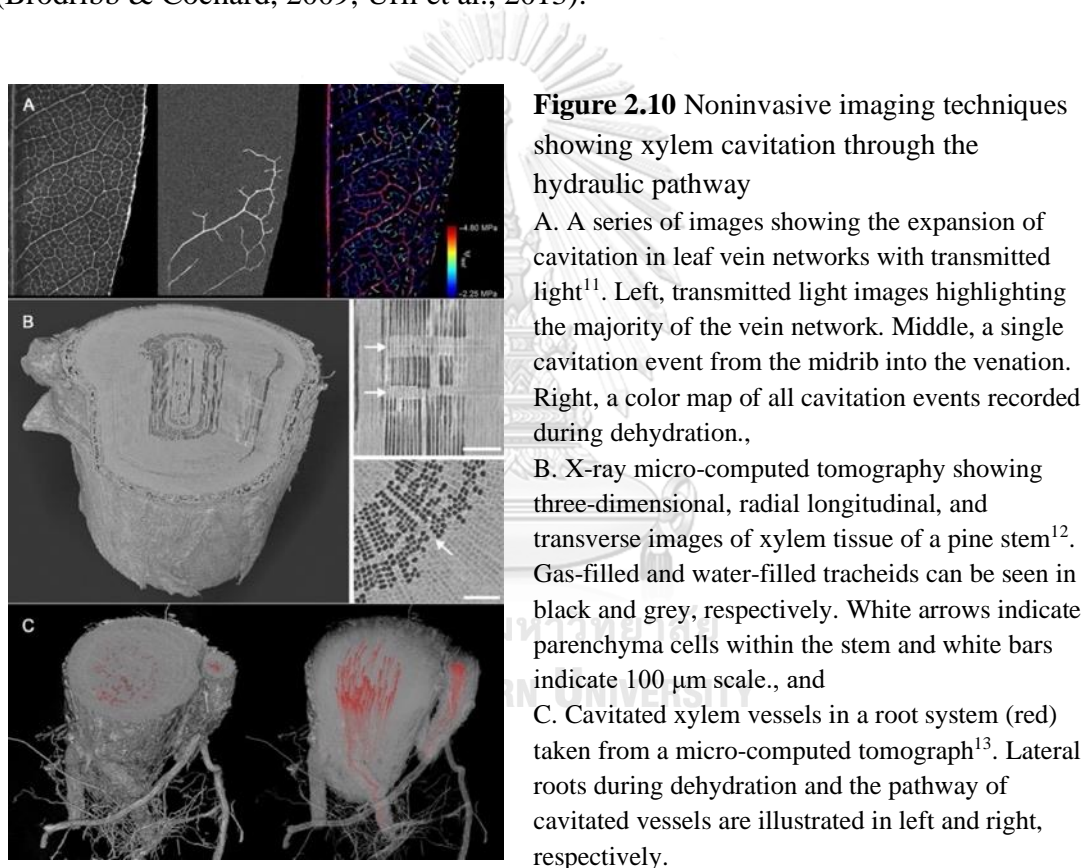 (Brodribb & Cochard, 2009; Urli et al., 2013).
A
-4.80 MPa
Ψleaf
-2.25 MPa
B
C
Figure 2.10 Noninvasive imaging techniques
showing xylem cavitation through the
hydraulic pathway
A. A series of images showing the expansion of
cavitation in leaf vein networks with transmitted
light11. Left, transmitted light images highlighting
the majority of the vein network. Middle, a single
cavitation event from the midrib into the venation.
Right, a color map of all cavitation events recorded
during dehydration.,
B. X-ray micro-computed tomography showing
three-dimensional, radial longitudinal, and
transverse images of xylem tissue of a pine stem12.
Gas-filled and water-filled tracheids can be seen in
black and grey, respectively. White arrows indicate
parenchyma cells within the stem and white bars
indicate 100 μm scale., and
C. Cavitated xylem vessels in a root system (red)
taken from a micro-computed tomograph13. Lateral
roots during dehydration and the pathway of
cavitated vessels are illustrated in left and right,
respectively.
RN UNIVERSITY